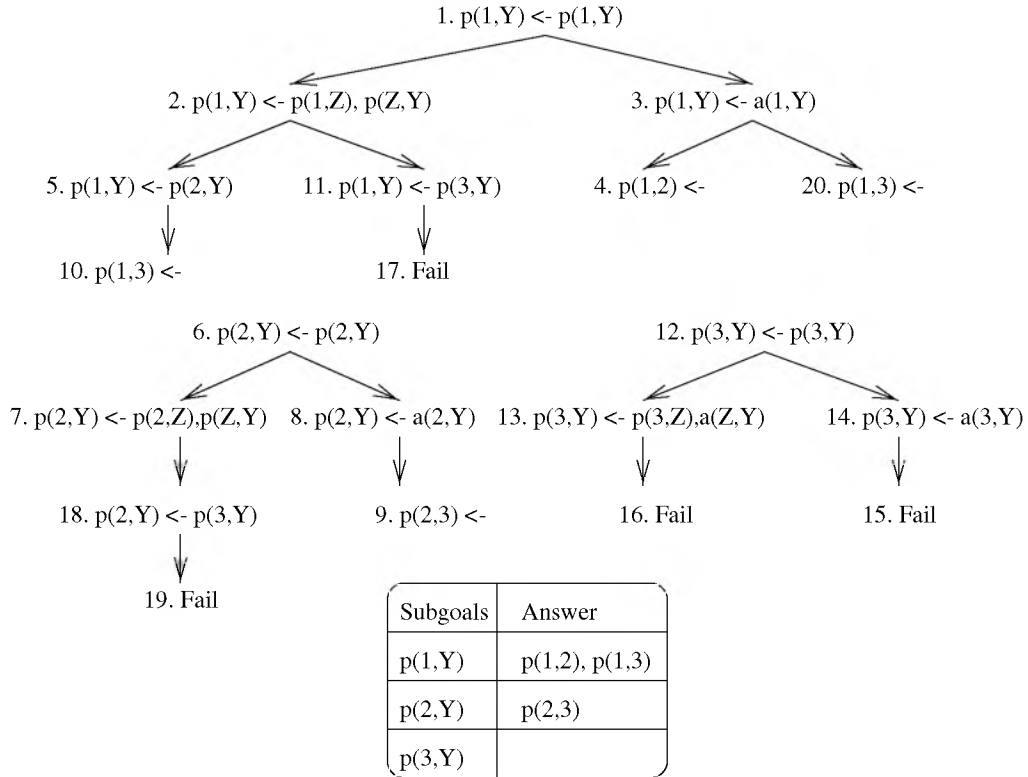 1. p(1,Y) <- p(1,Y)
2. p(1,Y) <- p(1,Z), p(Z,Y)
3. p(1,Y) <- a(1,Y)
5. p(1,Y) <- p(2,Y)
11. p(1,Y) <- p(3,Y)
4. p(1,2) <-
20. p(1,3) <-
10. p(1,3) <-
17. Fail
6. p(2,Y) <- p(2,Y)
12. p(3,Y) <- p(3,Y)
7. p(2,Y) <- p(2,Z),p(Z,Y)
8. p(2,Y) <- a(2,Y)
13. p(3,Y) <- p(3,Z),a(Z,Y)
14. p(3,Y) <- a(3,Y)
18. p(2,Y) <- p(3,Y)
9. p(2,3) <-
16. Fail
15. Fail
19. Fail
Subgoals Answer
p(1,Y) p(1,2), p(1,3)
p(2,Y) p(2,3)
p(3,Y)